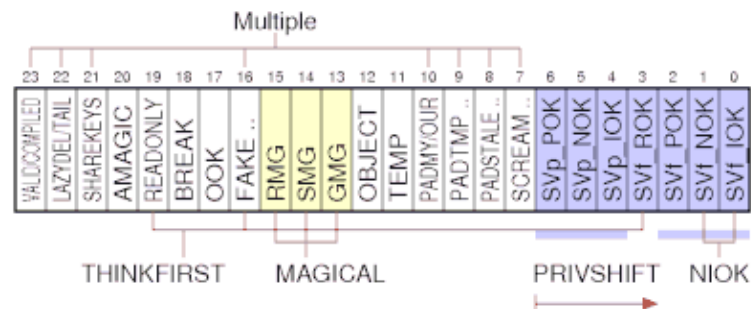 Multiple
23 22 21 20 19 18 17 16 15 14 13 12 11 10 9 8 7 6 5 4 3 2 1 0
VALID/COMPILED
LAZYDEL/TAIL
SHAREKEYS
AMAGIC
READONLY
BREAK
OOK
FAKE ..
RMG
SMG
GMG
OBJECT
TEMP
PADMY/OUR
PADTMP ..
PADSTALE ..
SCREAM ..
SVp_POK
SVp_NOK
SVp_IOK
SVf_ROK
SVf_POK
SVf_NOK
SVf_IOK
THINKFIRST MAGICAL PRIVSHIFT NIOK